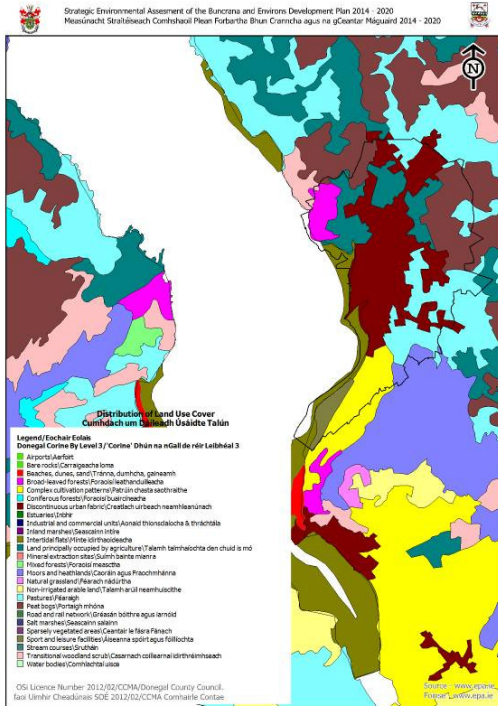 Strategic Environmental Assesment of the Buncrana and Environs Development Plan 2014 - 2020
Measúnacht Straitéiseach Comhshaoil Plean Forbartha Bhun Cranncha agus na gCeantar Máguaird 2014 - 2020
N
Distribution of Land Use Cover
Cumhdach um Dáileadh Úsáidte Talún
Legend/Eochair Eolais
Donegal Corine By Level 3/'Corine' Dhún na nGall de réir Leibhéal 3
Airports/Aerfoirt
Bare rocks/Carraigeacha loma
Beaches, dunes, sand/Tránna, dumhcha, gaineamh
Broad-leaved forests/Foraoisí leathanduilleacha
Complex cultivation patterns/Patrúin chasta saothraithe
Coniferous forests/Foraoisí buaircíneacha
Discontinuous urban fabric/Creatlach uirbeach neamhleanúnach
Estuaries/Inbhir
Industrial and commercial units/Aonaid thionsclaíocha & thráchtála
Inland marshes/Seascainn intíre
Intertidal flats/Mínte idirthaoideacha
Land principally occupied by agriculture/Talamh talmhaíochta den chuid is mó
Mineral extraction sites/Suímh bainte mianra
Mixed forests/Foraoisí measctha
Moors and heathlands/Caoráin agus Fraochmhánna
Natural grassland/Féarach nádúrtha
Non-irrigated arable land/Talamh arúil neamhuiscithe
Pastures/Féaraigh
Peat bogs/Portaigh mhóna
Road and rail network/Gréasán bóithre agus iarnóid
Salt marshes/Seascainn salainn
Sparsely vegetated areas/Ceantair le fásra Fánach
Sport and leisure facilities/Áiseanna spóirt agus fóillíochta
Stream courses/Srutháin
Transitional woodland scrub/Casarnach coillearnaí idirthréimhseach
Water bodies/Comhlachtaí uisce
OSi Licence Number 2012/02/CCMA/Donegal County Council.
faoi Uimhir Cheadúnais SOÉ 2012/02/CCMA Comhairle Contae
Source www.epa.ie
www.epa.ie